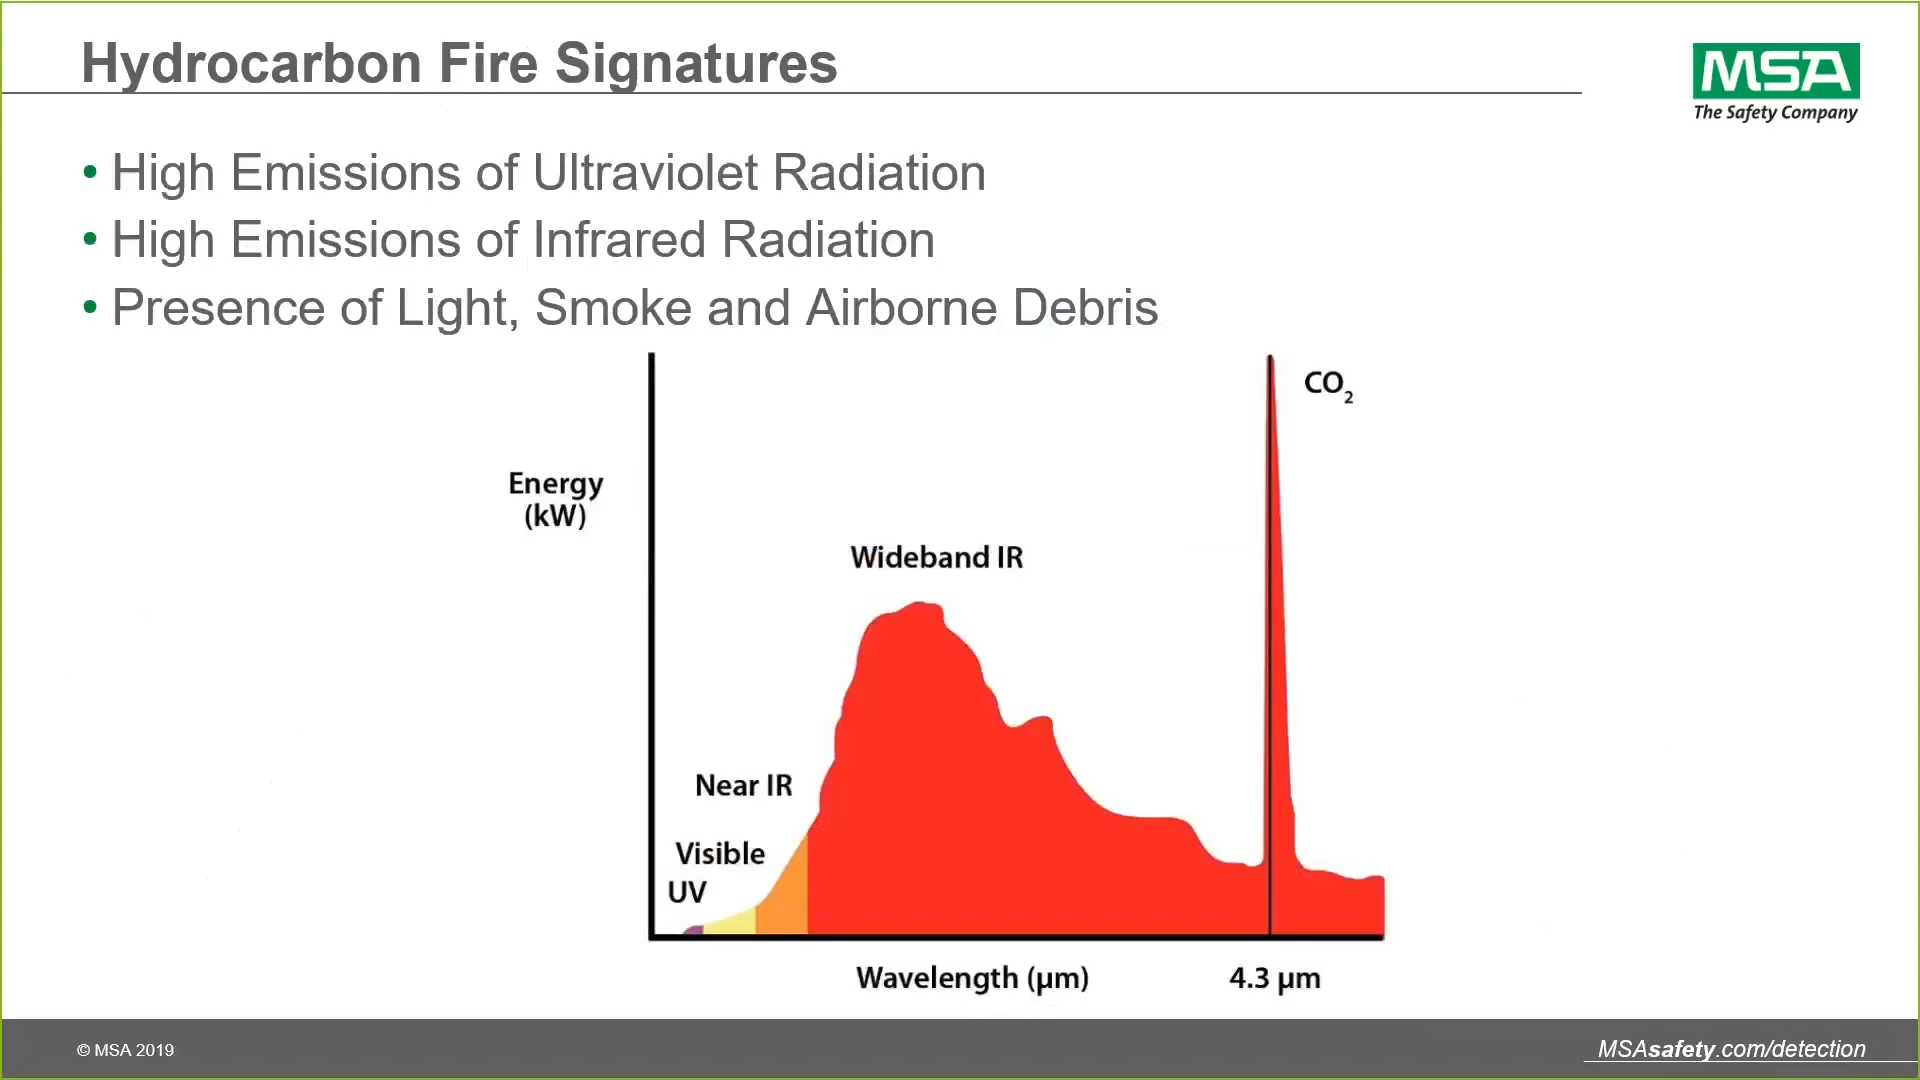 Hydrocarbon Fire Signatures
MSA
The Safety Company
• High Emissions of Ultraviolet Radiation
• High Emissions of Infrared Radiation
• Presence of Light, Smoke and Airborne Debris
CO₂
Energy
(kW)
Wideband IR
Near IR
Visible
UV
Wavelength (µm)
4.3 µm
© MSA 2019
MSAsafety.com/detection